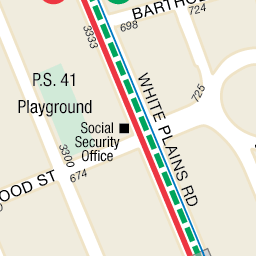 BARTHO
724
698
3333
P.S. 41
Playground
WHITE PLAINS RD
725
Social
Security
Office
3300
674
OOD ST